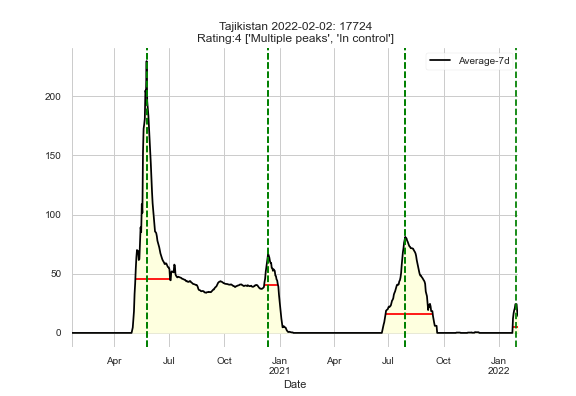 Tajikistan 2022-02-02: 17724
Rating:4 ['Multiple peaks', 'In control']
Average-7d
200
150
100
50
0
Apr Jul Oct Jan Apr Jul Oct Jan
2021 2022
Date